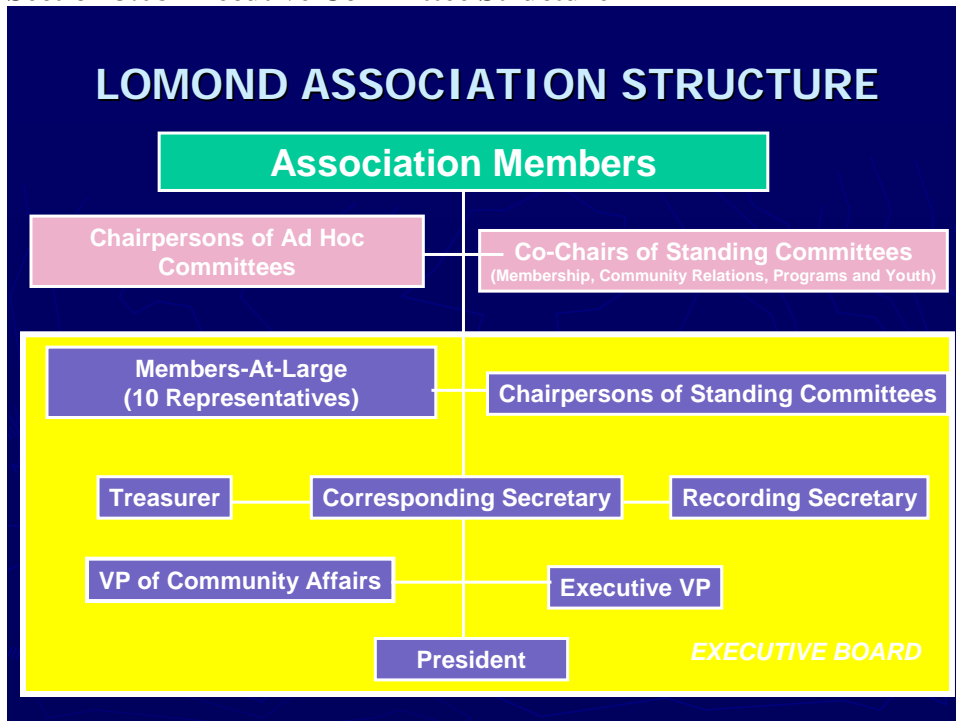 LOMOND ASSOCIATION STRUCTURE
Association Members
Chairpersons of Ad Hoc
Committees
Co-Chairs of Standing Committees
(Membership, Community Relations, Programs and Youth)
Members-At-Large
(10 Representatives)
Chairpersons of Standing Committees
Treasurer
Corresponding Secretary
Recording Secretary
VP of Community Affairs
Executive VP
President
EXECUTIVE BOARD